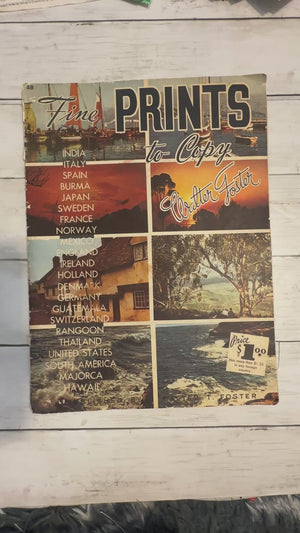 48
Fine PRINTS
to Copy
Walter Foster
INDIA
ITALY
SPAIN
BURMA
JAPAN
SWEDEN
FRANCE
NORWAY
MEXICO
ENGLAND
IRELAND
HOLLAND
DENMARK
GERMANY
GUATEMALA
SWITZERLAND
RANGOON
THAILAND
UNITED STATES
SOUTH AMERICA
MAJORCA
HAWAII
Price
$1.00
T. FOSTER